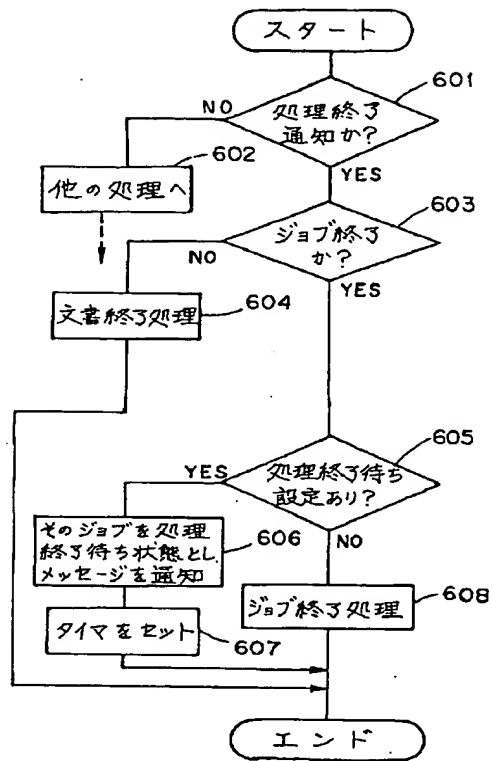 スタート
601
処理終了
通知か?
NO
YES
602
他の処理へ
603
ジョブ終了
か?
NO
YES
604
文書終了処理
605
処理終了待ち
設定あり?
YES
NO
そのジョブを処理
終了待ち状態とし,
メッセージを通知
606
608
ジョブ終了処理
タイマをセット
607
エンド